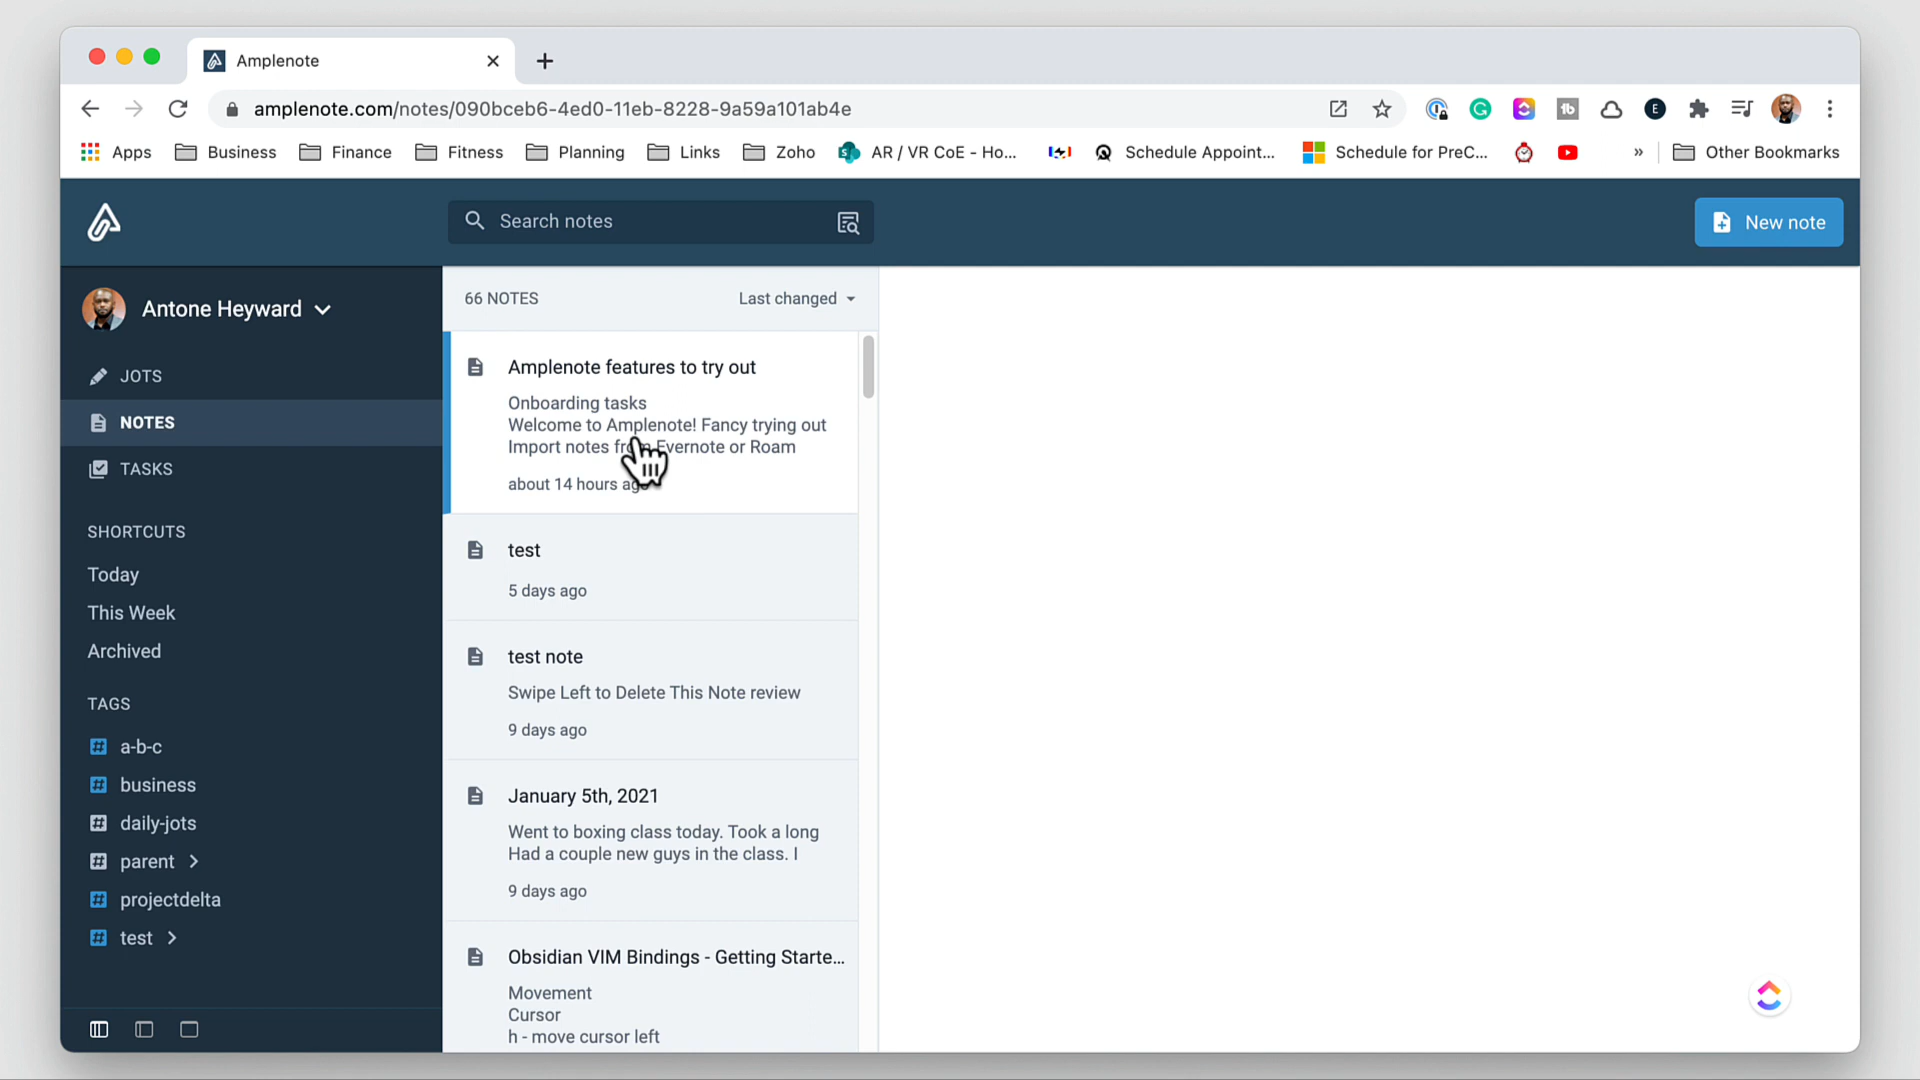 Amplenote
amplenote.com/notes/090bceb6-4ed0-11eb-8228-9a59a101ab4e
Apps Business Finance Fitness Planning Links Zoho AR / VR CoE - Ho... Schedule Appoint... Schedule for PreC... » Other Bookmarks
Search notes
New note
Antone Heyward
JOTS
NOTES
TASKS
SHORTCUTS
Today
This Week
Archived
TAGS
a-b-c
business
daily-jots
parent
projectdelta
test
66 NOTES Last changed
Amplenote features to try out
Onboarding tasks
Welcome to Amplenote! Fancy trying out
Import notes from Evernote or Roam
about 14 hours ago
test
5 days ago
test note
Swipe Left to Delete This Note review
9 days ago
January 5th, 2021
Went to boxing class today. Took a long
Had a couple new guys in the class. I
9 days ago
Obsidian VIM Bindings - Getting Starte...
Movement
Cursor
h - move cursor left